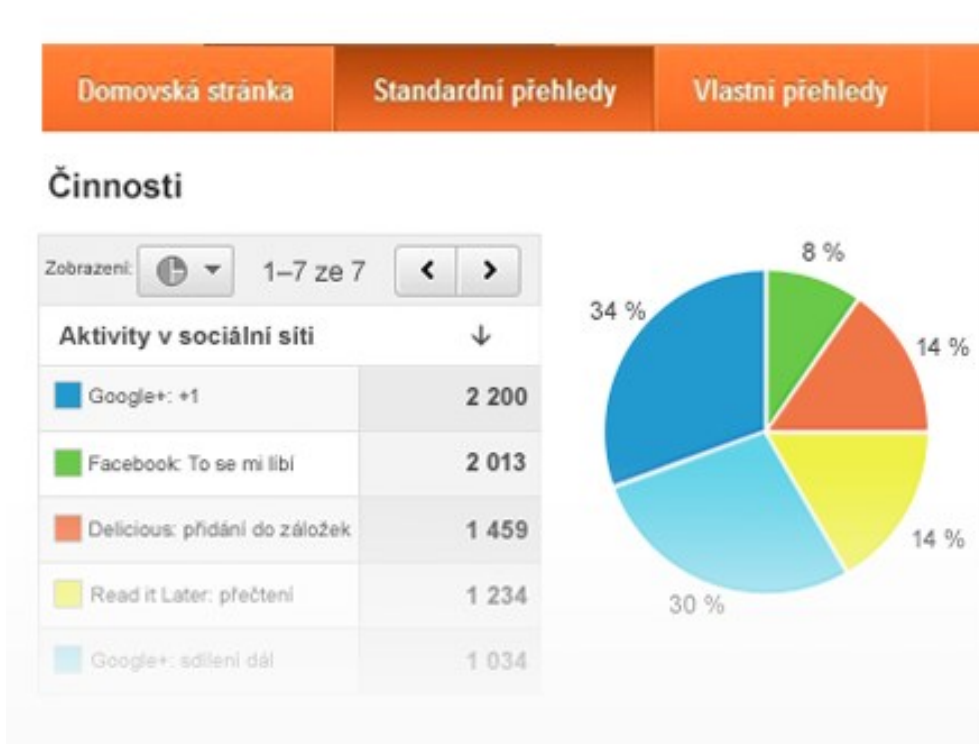 Domovská stránka Standardní přehledy Vlastní přehledy
Činnosti
Zobrazení: 1–7 ze 7
Aktivity v sociální síti
Google+: +1 2 200
Facebook: To se mi líbí 2 013
Delicious: přidání do záložek 1 459
Read it Later: přečtení 1 234
Google+: sdílení dál 1 034
8 %
34 %
14 %
14 %
30 %